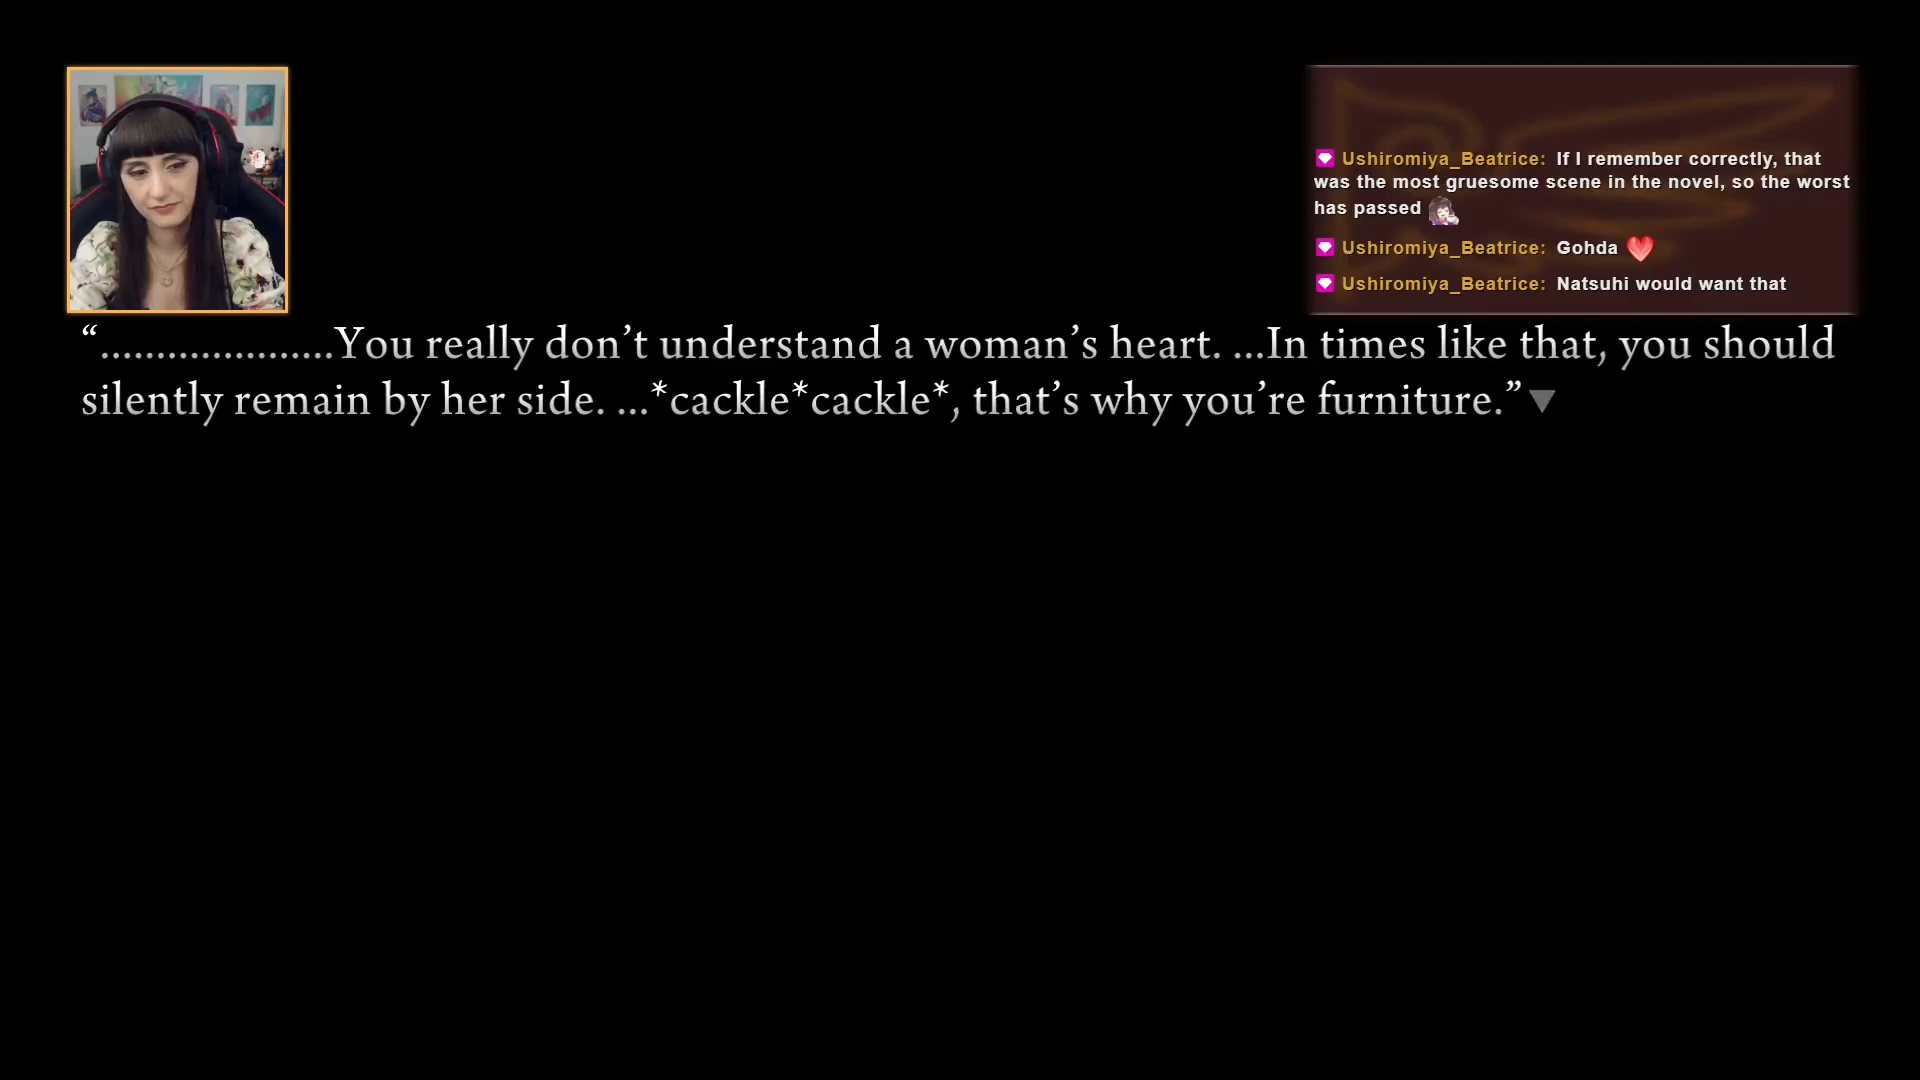 Ushiromiya_Beatrice: If I remember correctly, that
was the most gruesome scene in the novel, so the worst
has passed
Ushiromiya_Beatrice: Gohda
Ushiromiya_Beatrice: Natsuhi would want that
“.....................You really don’t understand a woman’s heart. ...In times like that, you should
silently remain by her side. ...*cackle*cackle*, that’s why you’re furniture.”